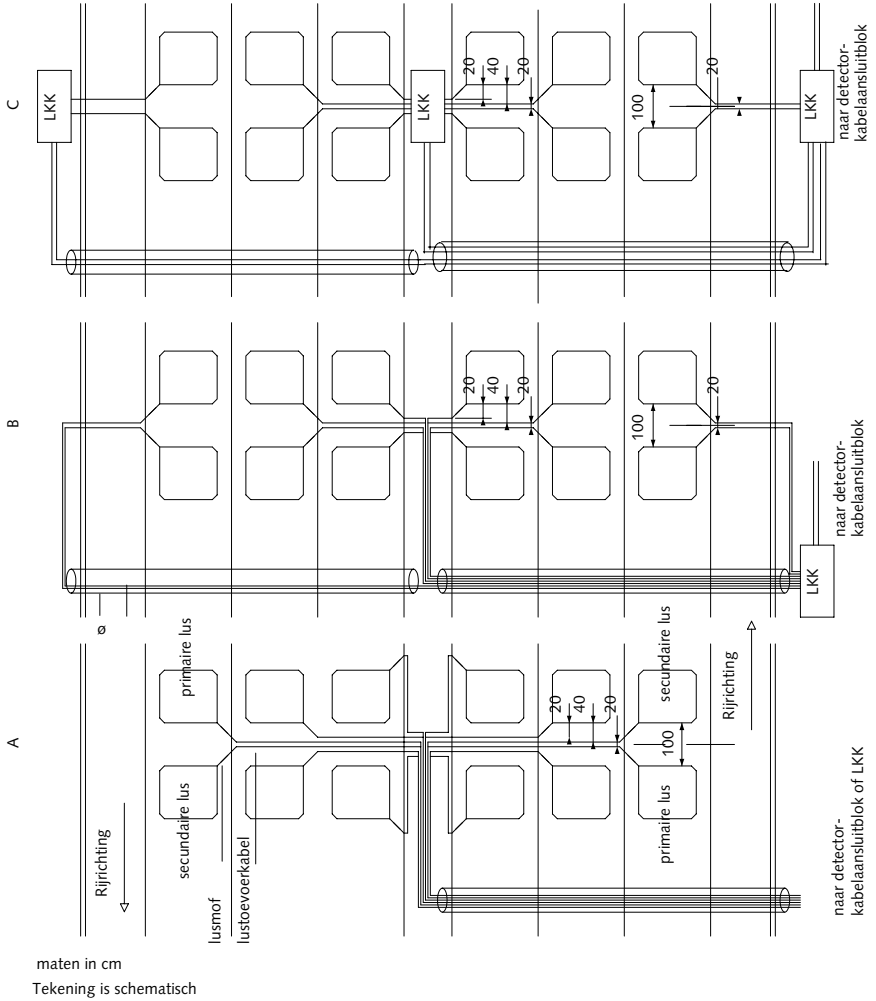 C
LKK
LKK
20
40
20
100
20
LKK
naar detector-
kabelaansluitblok
B
20
40
20
100
20
LKK
naar detector-
kabelaansluitblok
ø
A
Rijrichting
primaire lus
secundaire lus
lusmof
lustoevoerkabel
20
40
20
100
secundaire lus
primaire lus
Rijrichting
naar detector-
kabelaansluitblok of LKK
maten in cm
Tekening is schematisch